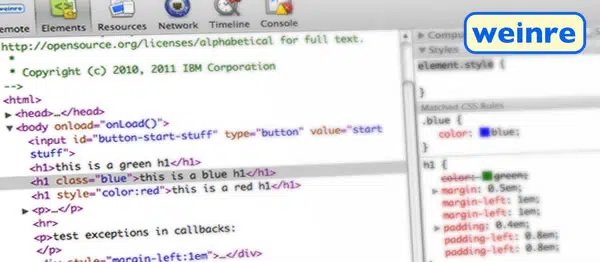 emote
Elements
Resources
Network
Timeline
Console
weinre
http://opensource.org/licenses/alphabetical for full text.
*
* Copyright (c) 2010, 2011 IBM Corporation
-->
<html>
▶<head>…</head>
▼<body onload="onLoad()">
<input id="button-start-stuff" type="button" value="start
stuff">
<h1>this is a green h1</h1>
<h1 class="blue">this is a blue h1</h1>
<h1 style="color:red">this is a red h1</h1>
▶<p>…</p>
<hr>
<p>test exceptions in callbacks:
</p>
style="margin-left:1em">…</div>
▶ Compu
▼ Styles
element.style {
}
Matched CSS Rules
.blue {
color: blue;
}
h1 {
color: green;
▶ margin: 0.5em;
margin-left: 1em;
margin-left: 1em;
▶ padding: 0.4em;
padding-left: 0.8em;
padding-left: 0.8em;